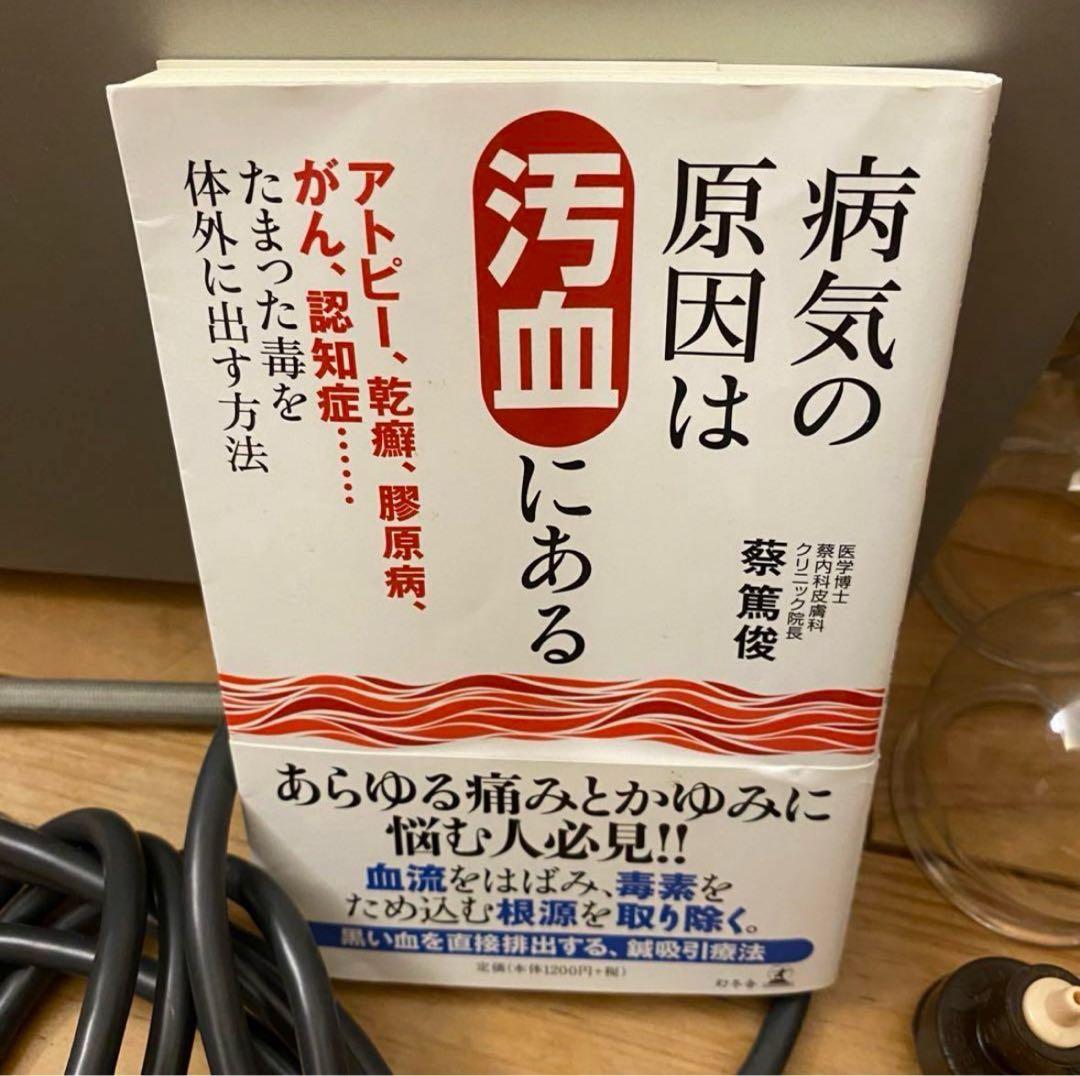 病気の
原因は
汚血にある
アトピー、乾癬、膠原病、
がん、認知症……
たまった毒を
体外に出す方法
医学博士
蔡内科皮膚科
クリニック院長
蔡篤俊
あらゆる痛みとかゆみに
悩む人必見!!
血流をはばみ、毒素を
ため込む根源を取り除く。
黒い血を直接排出する、鍼吸引療法
定価(本体1200円+税)
幻冬舎